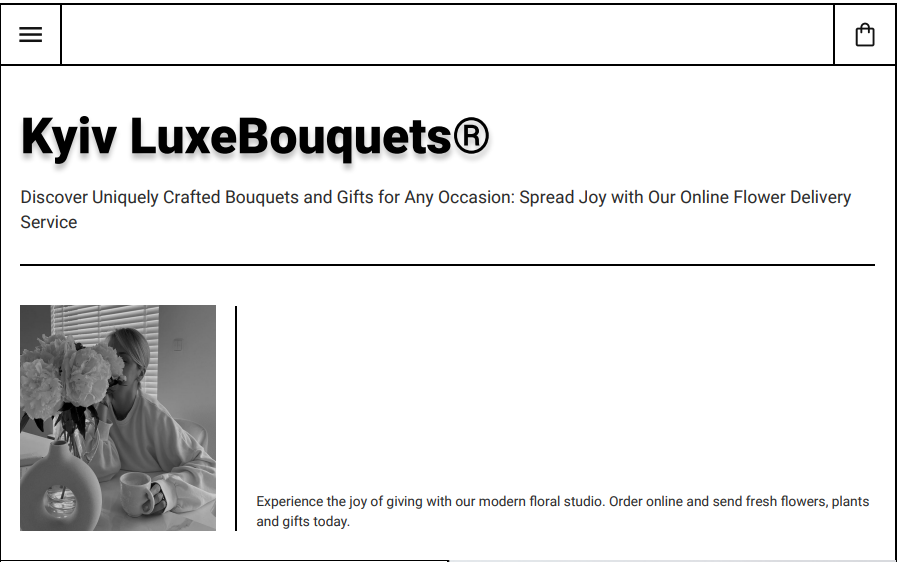 Kyiv LuxeBouquets®
Discover Uniquely Crafted Bouquets and Gifts for Any Occasion: Spread Joy with Our Online Flower Delivery
Service
Experience the joy of giving with our modern floral studio. Order online and send fresh flowers, plants
and gifts today.